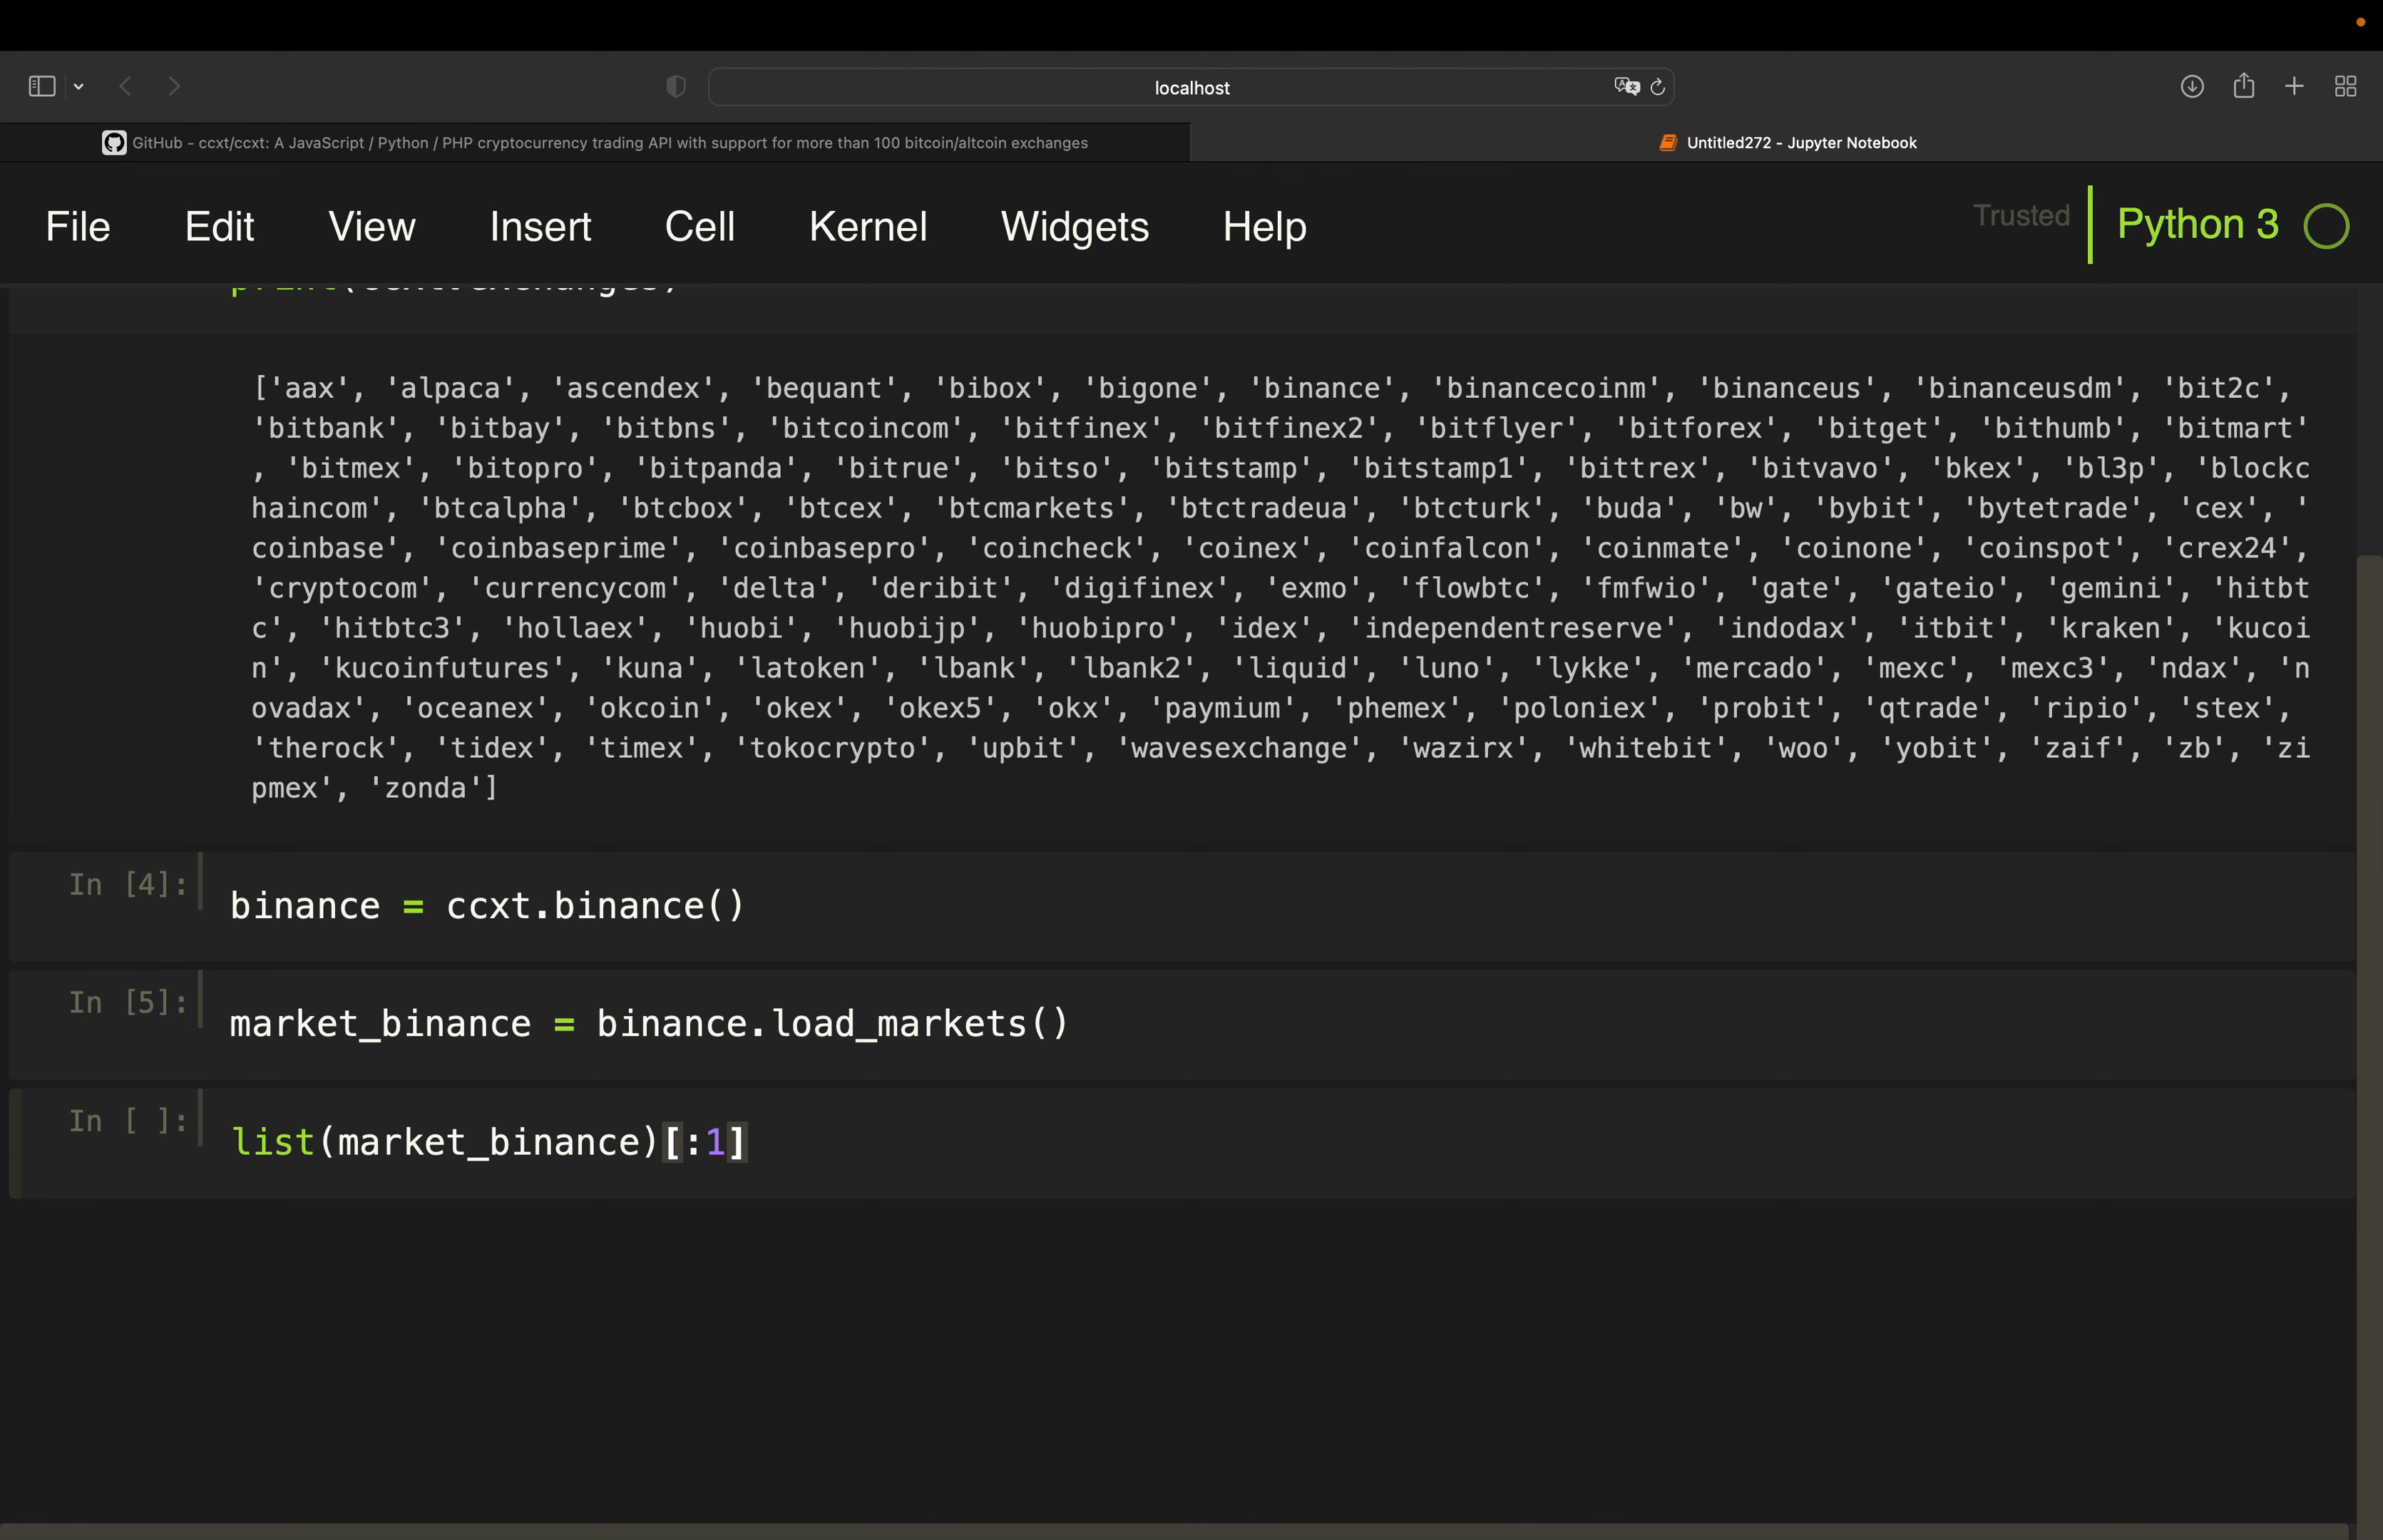 localhost
GitHub - ccxt/ccxt: A JavaScript / Python / PHP cryptocurrency trading API with support for more than 100 bitcoin/altcoin exchanges
Untitled272 - Jupyter Notebook
File Edit View Insert Cell Kernel Widgets Help Trusted Python 3
print(ccxt.exchanges)
['aax', 'alpaca', 'ascendex', 'bequant', 'bibox', 'bigone', 'binance', 'binancecoinm', 'binanceus', 'binanceusdm', 'bit2c',
'bitbank', 'bitbay', 'bitbns', 'bitcoincom', 'bitfinex', 'bitfinex2', 'bitflyer', 'bitforex', 'bitget', 'bithumb', 'bitmart'
, 'bitmex', 'bitopro', 'bitpanda', 'bitrue', 'bitso', 'bitstamp', 'bitstamp1', 'bittrex', 'bitvavo', 'bkex', 'bl3p', 'blockc
haincom', 'btcalpha', 'btcbox', 'btcex', 'btcmarkets', 'btctradeua', 'btcturk', 'buda', 'bw', 'bybit', 'bytetrade', 'cex', '
coinbase', 'coinbaseprime', 'coinbasepro', 'coincheck', 'coinex', 'coinfalcon', 'coinmate', 'coinone', 'coinspot', 'crex24',
'cryptocom', 'currencycom', 'delta', 'deribit', 'digifinex', 'exmo', 'flowbtc', 'fmfwio', 'gate', 'gateio', 'gemini', 'hitbt
c', 'hitbtc3', 'hollaex', 'huobi', 'huobijp', 'huobipro', 'idex', 'independentreserve', 'indodax', 'itbit', 'kraken', 'kucoi
n', 'kucoinfutures', 'kuna', 'latoken', 'lbank', 'lbank2', 'liquid', 'luno', 'lykke', 'mercado', 'mexc', 'mexc3', 'ndax', 'n
ovadax', 'oceanex', 'okcoin', 'okex', 'okex5', 'okx', 'paymium', 'phemex', 'poloniex', 'probit', 'qtrade', 'ripio', 'stex',
'therock', 'tidex', 'timex', 'tokocrypto', 'upbit', 'wavesexchange', 'wazirx', 'whitebit', 'woo', 'yobit', 'zaif', 'zb', 'zi
pmex', 'zonda']
In [4]: binance = ccxt.binance()
In [5]: market_binance = binance.load_markets()
In [ ]: list(market_binance)[:1]